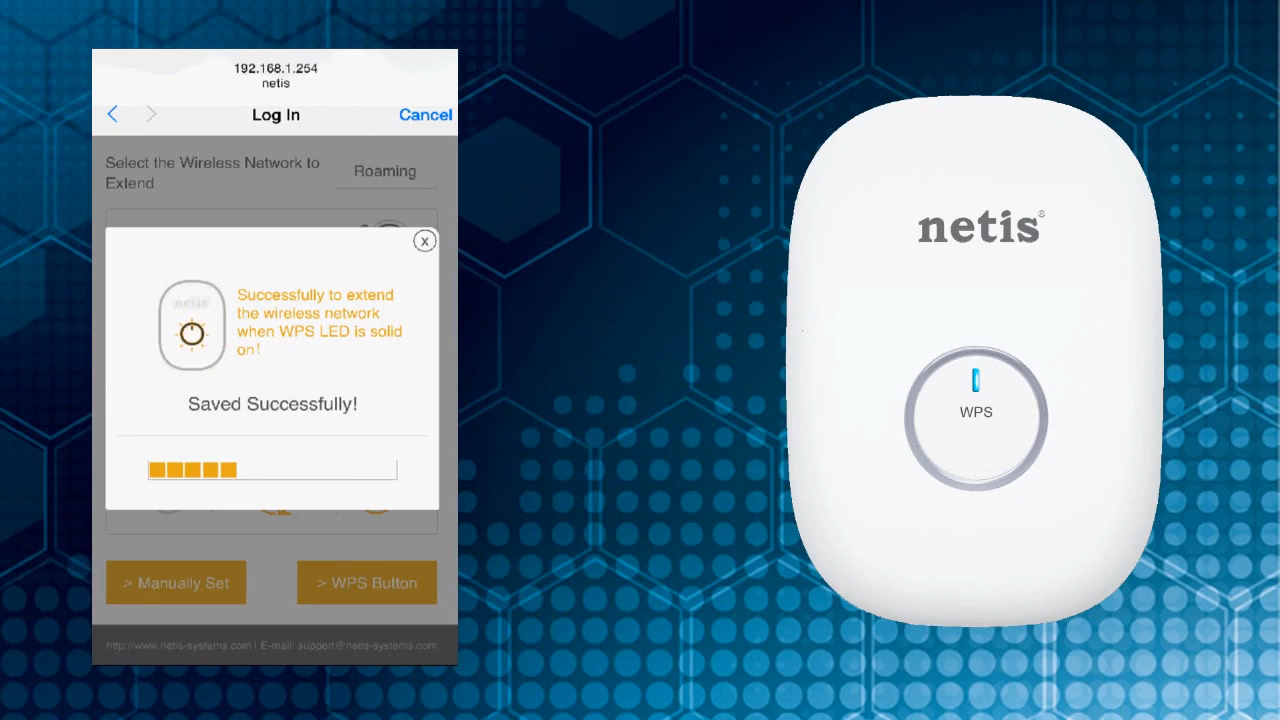 192.168.1.254
netis
Log In
Cancel
Select the Wireless Network to
Extend
Roaming
x
netis
Successfully to extend
the wireless network
when WPS LED is solid
on!
Saved Successfully!
> Manually Set
> WPS Button
http://www.netis-systems.com | E-mail: support@netis-systems.com
netis®
WPS